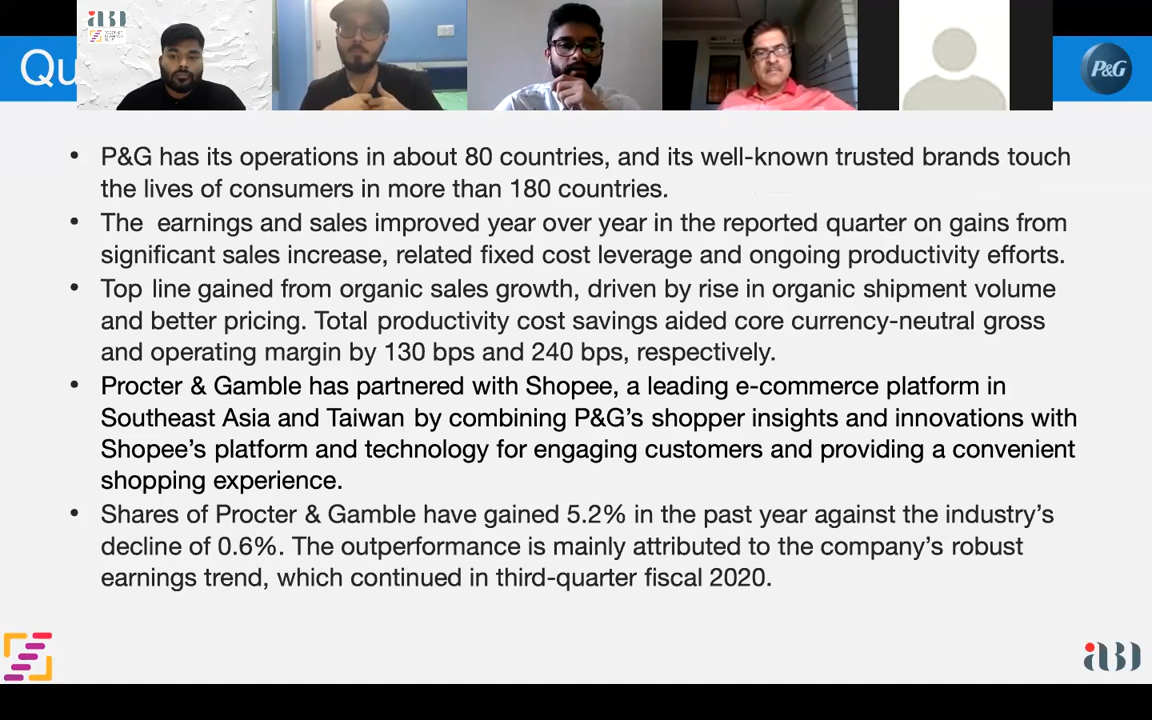 Qu
P&G
• P&G has its operations in about 80 countries, and its well-known trusted brands touch
the lives of consumers in more than 180 countries.
• The earnings and sales improved year over year in the reported quarter on gains from
significant sales increase, related fixed cost leverage and ongoing productivity efforts.
• Top line gained from organic sales growth, driven by rise in organic shipment volume
and better pricing. Total productivity cost savings aided core currency-neutral gross
and operating margin by 130 bps and 240 bps, respectively.
• Procter & Gamble has partnered with Shopee, a leading e-commerce platform in
Southeast Asia and Taiwan by combining P&G’s shopper insights and innovations with
Shopee’s platform and technology for engaging customers and providing a convenient
shopping experience.
• Shares of Procter & Gamble have gained 5.2% in the past year against the industry’s
decline of 0.6%. The outperformance is mainly attributed to the company’s robust
earnings trend, which continued in third-quarter fiscal 2020.